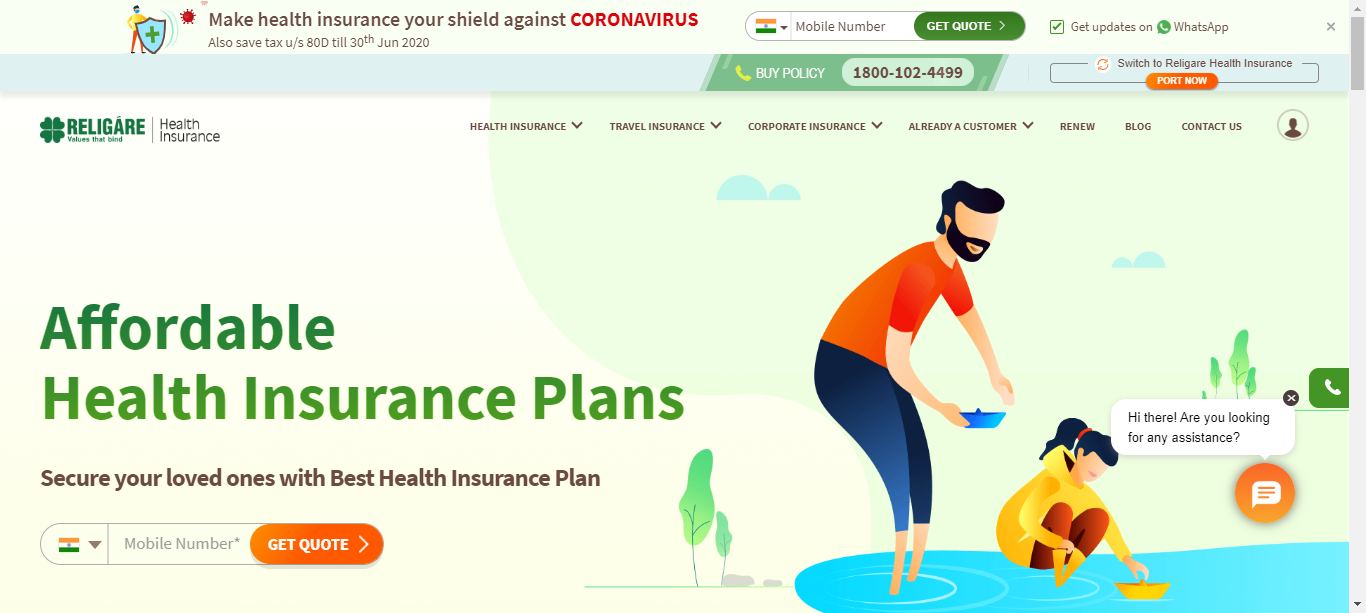 Make health insurance your shield against CORONAVIRUS
Also save tax u/s 80D till 30th Jun 2020
Mobile Number
GET QUOTE
Get updates on WhatsApp
BUY POLICY 1800-102-4499
Switch to Religare Health Insurance
PORT NOW
RELIGARE
Values that bind
Health
Insurance
HEALTH INSURANCE
TRAVEL INSURANCE
CORPORATE INSURANCE
ALREADY A CUSTOMER
RENEW
BLOG
CONTACT US
Affordable
Health Insurance Plans
Secure your loved ones with Best Health Insurance Plan
Mobile Number*
GET QUOTE
Hi there! Are you looking
for any assistance?